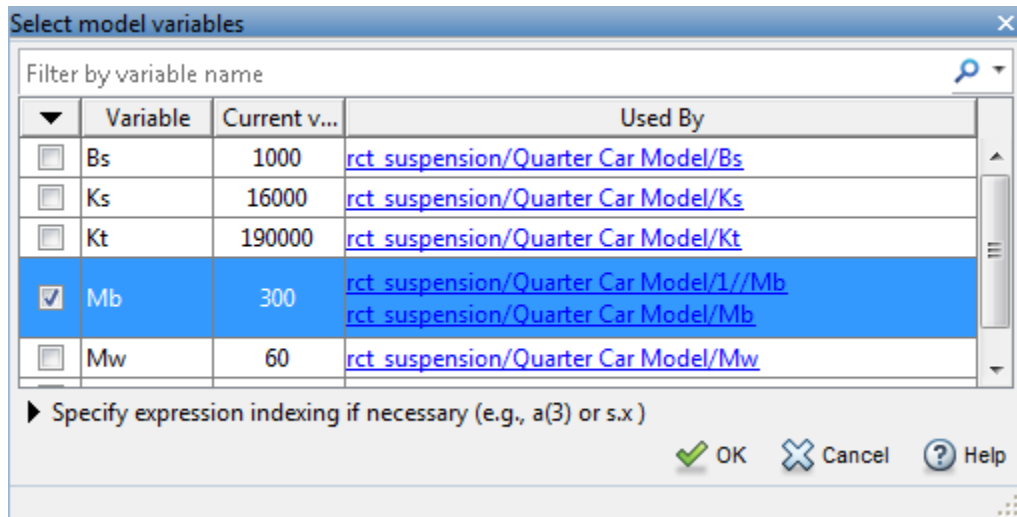 Select model variables
Filter by variable name
Variable Current v... Used By
Bs 1000 rct_suspension/Quarter Car Model/Bs
Ks 16000 rct_suspension/Quarter Car Model/Ks
Kt 190000 rct_suspension/Quarter Car Model/Kt
Mb 300 rct_suspension/Quarter Car Model/1//Mb
rct_suspension/Quarter Car Model/Mb
Mw 60 rct_suspension/Quarter Car Model/Mw
Specify expression indexing if necessary (e.g., a(3) or s.x )
OK Cancel Help